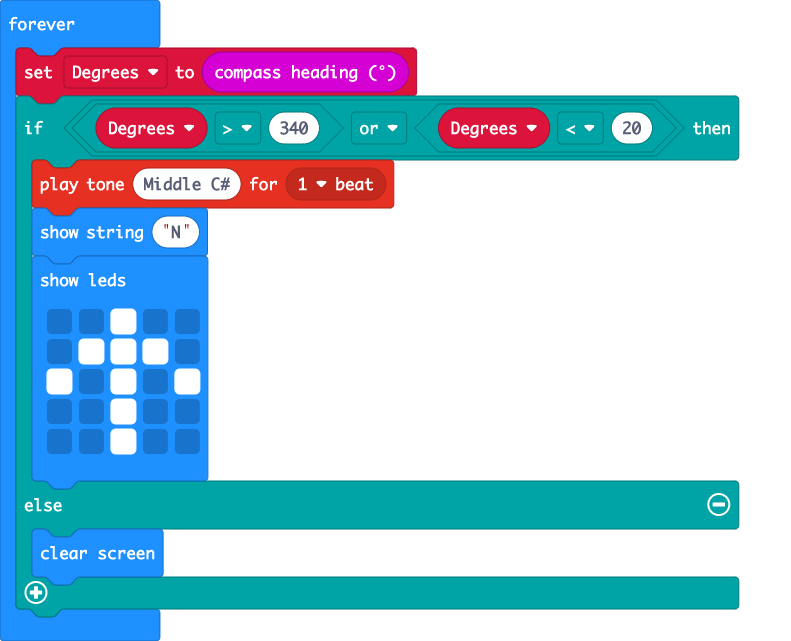 forever
set Degrees to compass heading (°)
if Degrees > 340 or Degrees < 20 then
play tone Middle C# for 1 beat
show string "N"
show leds
else
clear screen